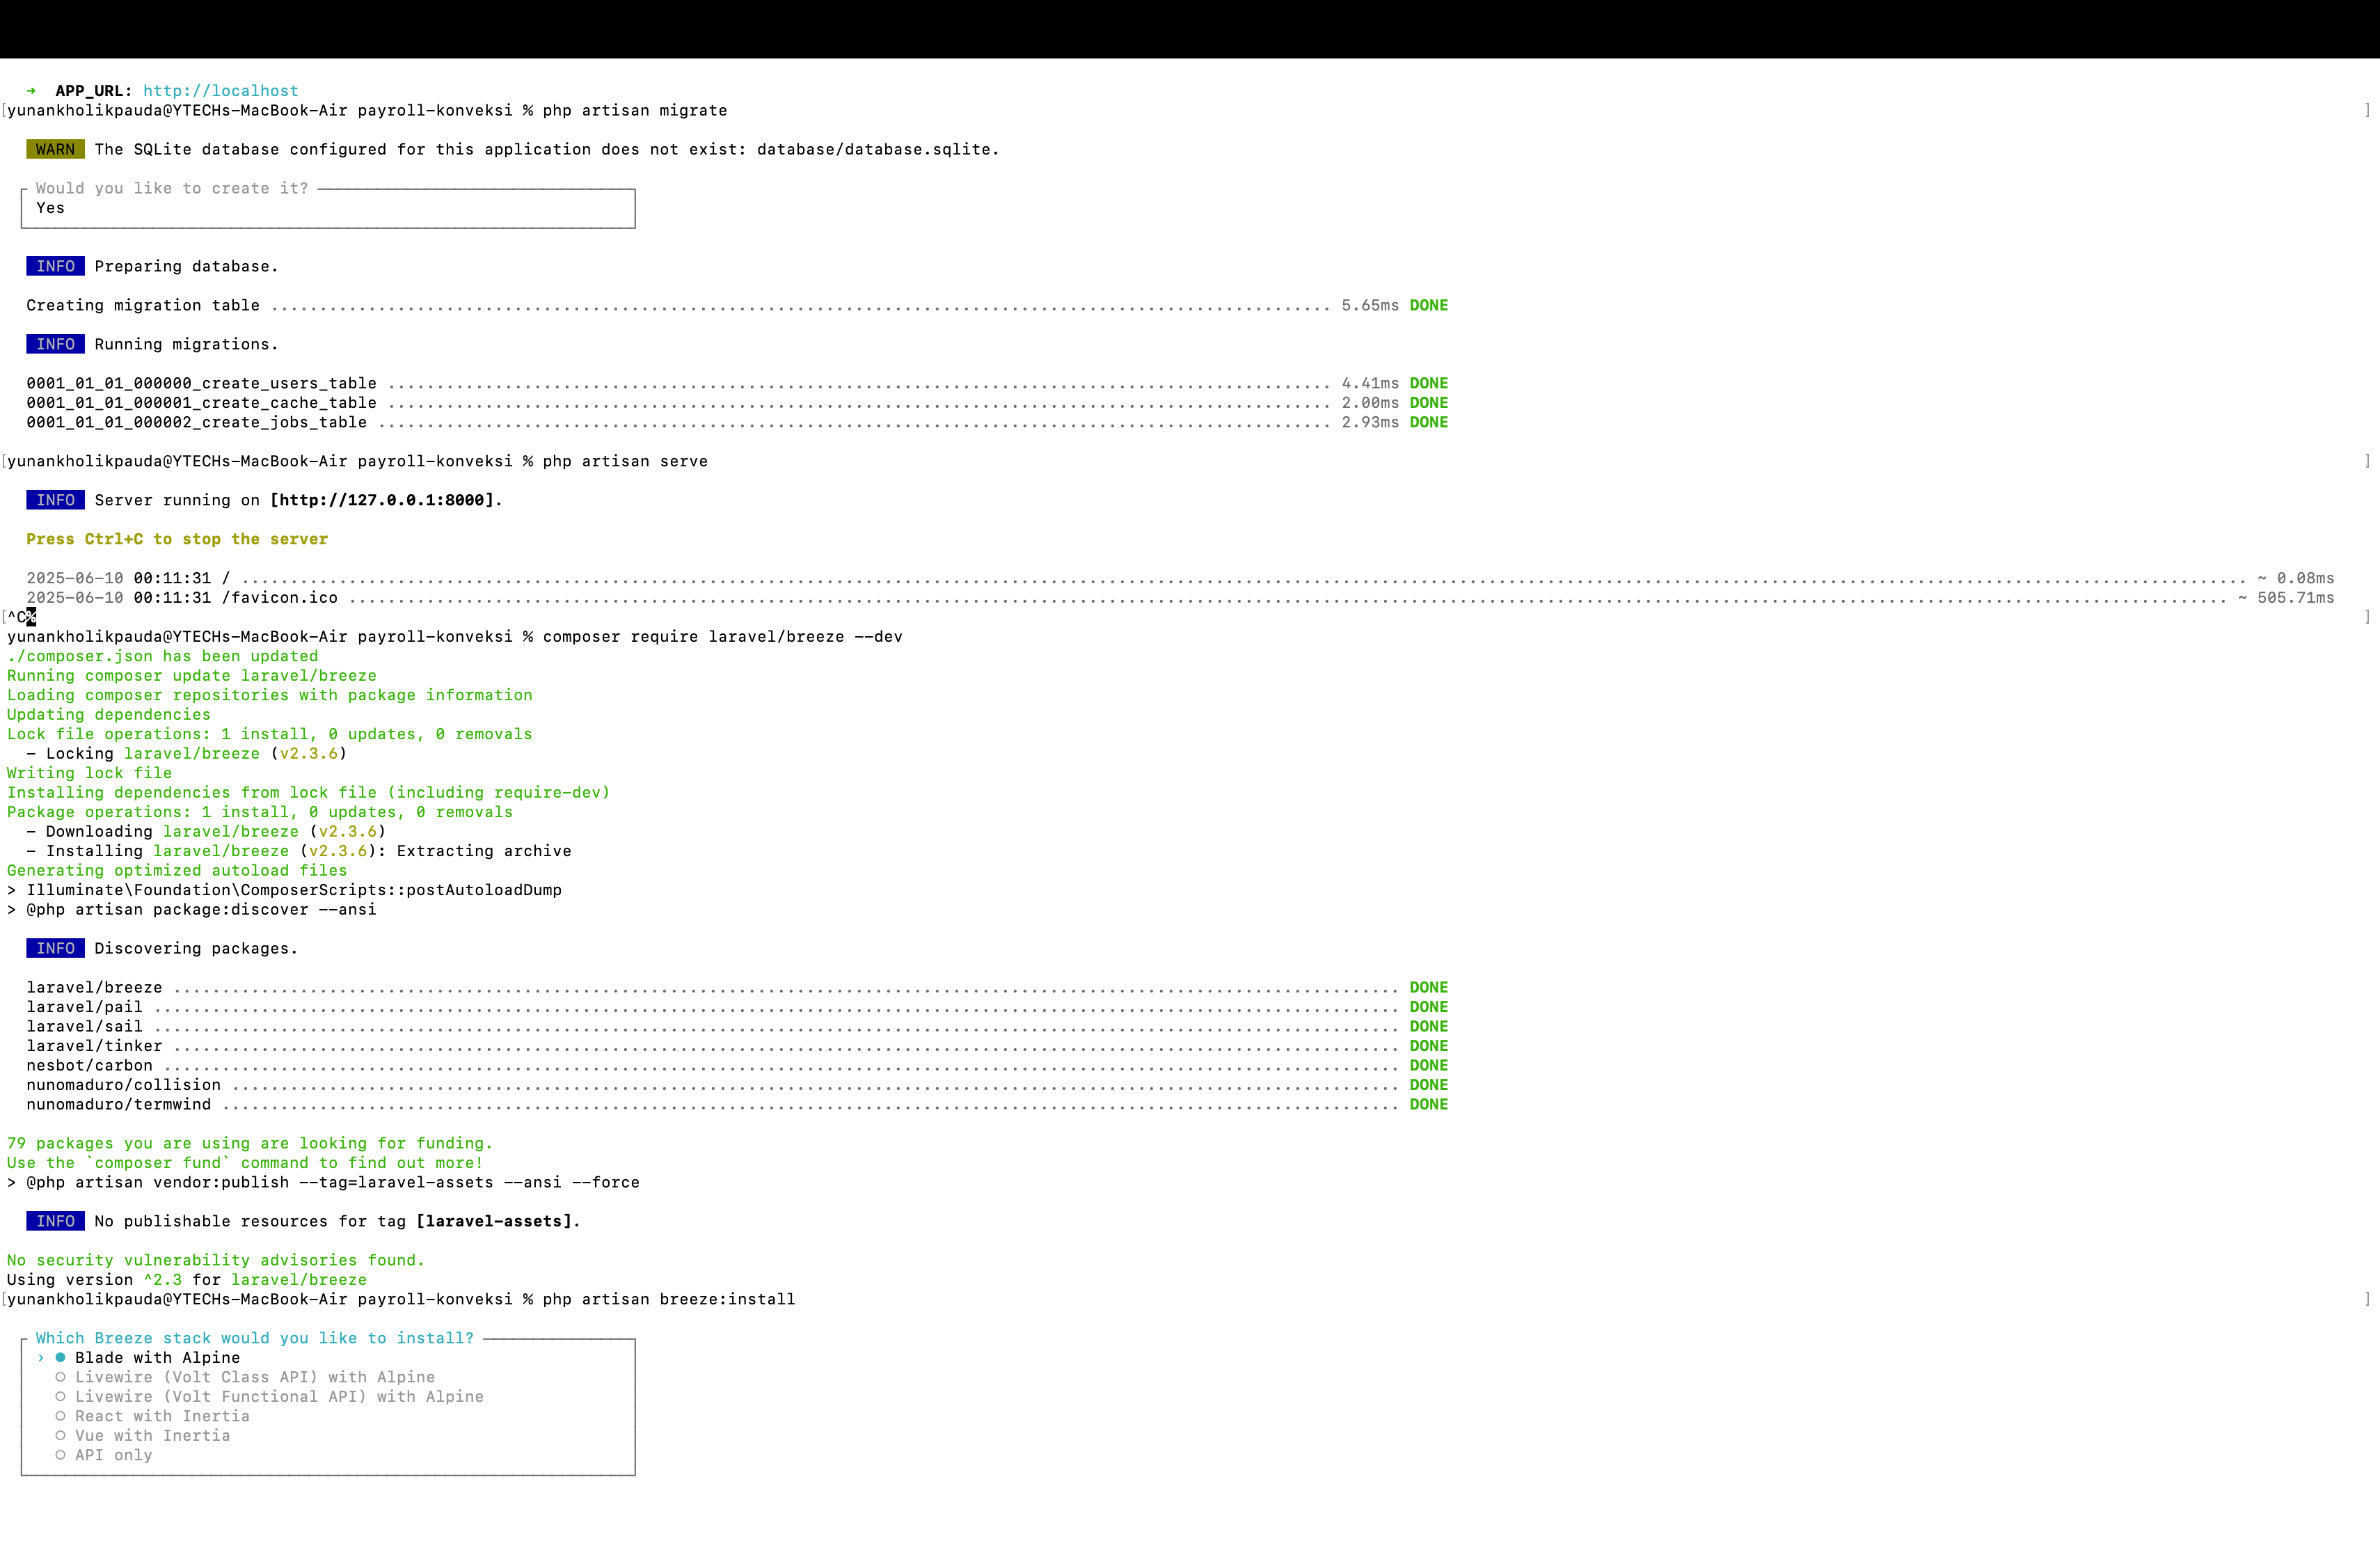 ➜  APP_URL: http://localhost
[yunankholikpauda@YTECHs-MacBook-Air payroll-konveksi % php artisan migrate ]
WARN The SQLite database configured for this application does not exist: database/database.sqlite.
Would you like to create it?
Yes
INFO Preparing database.
Creating migration table ............................................................................................................. 5.65ms DONE
INFO Running migrations.
0001_01_01_000000_create_users_table ................................................................................................. 4.41ms DONE
0001_01_01_000001_create_cache_table ................................................................................................. 2.00ms DONE
0001_01_01_000002_create_jobs_table .................................................................................................. 2.93ms DONE
[yunankholikpauda@YTECHs-MacBook-Air payroll-konveksi % php artisan serve ]
INFO Server running on [http://127.0.0.1:8000].
Press Ctrl+C to stop the server
2025-06-10 00:11:31 / ........................................................................................................ ~ 0.08ms
2025-06-10 00:11:31 /favicon.ico ............................................................................................. ~ 505.71ms
[^C% ]
yunankholikpauda@YTECHs-MacBook-Air payroll-konveksi % composer require laravel/breeze --dev
./composer.json has been updated
Running composer update laravel/breeze
Loading composer repositories with package information
Updating dependencies
Lock file operations: 1 install, 0 updates, 0 removals
- Locking laravel/breeze (v2.3.6)
Writing lock file
Installing dependencies from lock file (including require-dev)
Package operations: 1 install, 0 updates, 0 removals
- Downloading laravel/breeze (v2.3.6)
- Installing laravel/breeze (v2.3.6): Extracting archive
Generating optimized autoload files
> Illuminate\Foundation\ComposerScripts::postAutoloadDump
> @php artisan package:discover --ansi
INFO Discovering packages.
laravel/breeze ............................................................................................................... DONE
laravel/pail ................................................................................................................. DONE
laravel/sail ................................................................................................................. DONE
laravel/tinker ............................................................................................................... DONE
nesbot/carbon ................................................................................................................ DONE
nunomaduro/collision ......................................................................................................... DONE
nunomaduro/termwind .......................................................................................................... DONE
79 packages you are using are looking for funding.
Use the `composer fund` command to find out more!
> @php artisan vendor:publish --tag=laravel-assets --ansi --force
INFO No publishable resources for tag [laravel-assets].
No security vulnerability advisories found.
Using version ^2.3 for laravel/breeze
[yunankholikpauda@YTECHs-MacBook-Air payroll-konveksi % php artisan breeze:install ]
Which Breeze stack would you like to install?
› ● Blade with Alpine
○ Livewire (Volt Class API) with Alpine
○ Livewire (Volt Functional API) with Alpine
○ React with Inertia
○ Vue with Inertia
○ API only